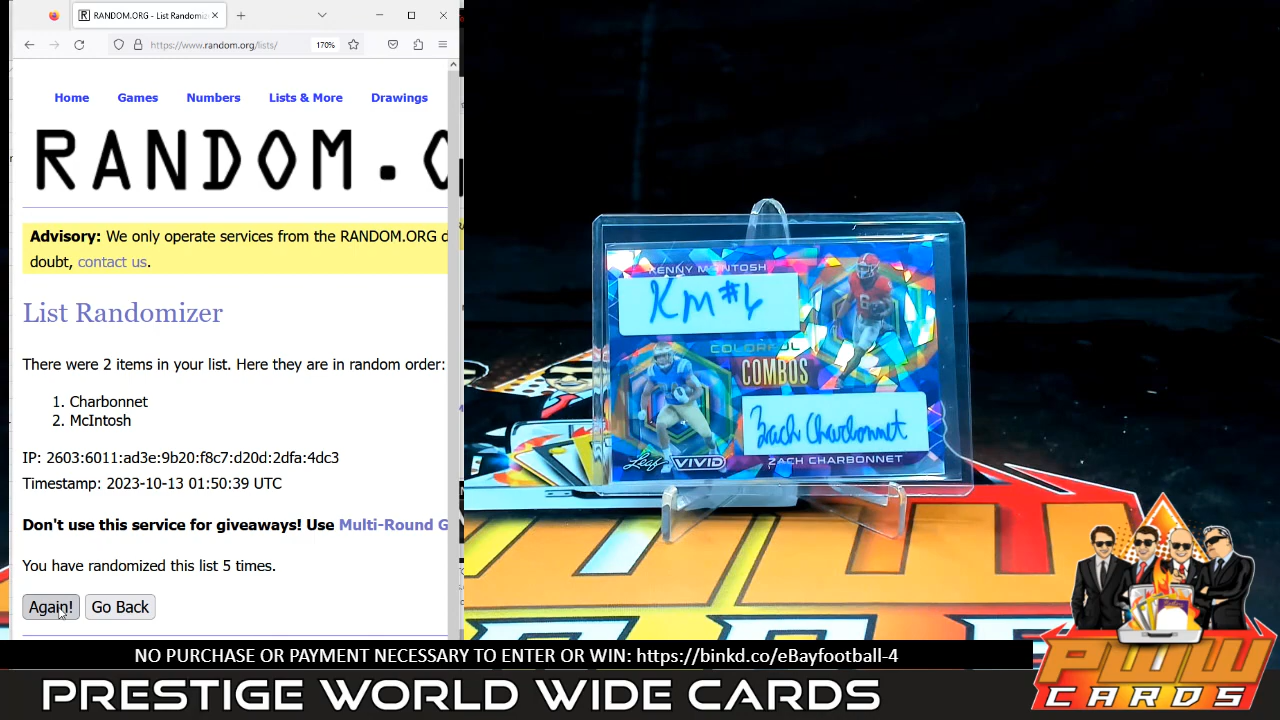 RANDOM.ORG - List Randomiz
https://www.random.org/lists/
170%
Home Games Numbers Lists & More Drawings
RANDOM.O
Advisory: We only operate services from the RANDOM.ORG d
doubt, contact us.
List Randomizer
There were 2 items in your list. Here they are in random order:
1. Charbonnet
2. McIntosh
IP: 2603:6011:ad3e:9b20:f8c7:d20d:2dfa:4dc3
Timestamp: 2023-10-13 01:50:39 UTC
Don't use this service for giveaways! Use Multi-Round G
You have randomized this list 5 times.
Again! Go Back
KENNY MCINTOSH
KM #6
COLORFUL
COMBOS
Zach Charbonnet
Leaf VIVID
ZACH CHARBONNET
NO PURCHASE OR PAYMENT NECESSARY TO ENTER OR WIN: https://binkd.co/eBayfootball-4
PRESTIGE WORLD WIDE CARDS
PWW
CARDS